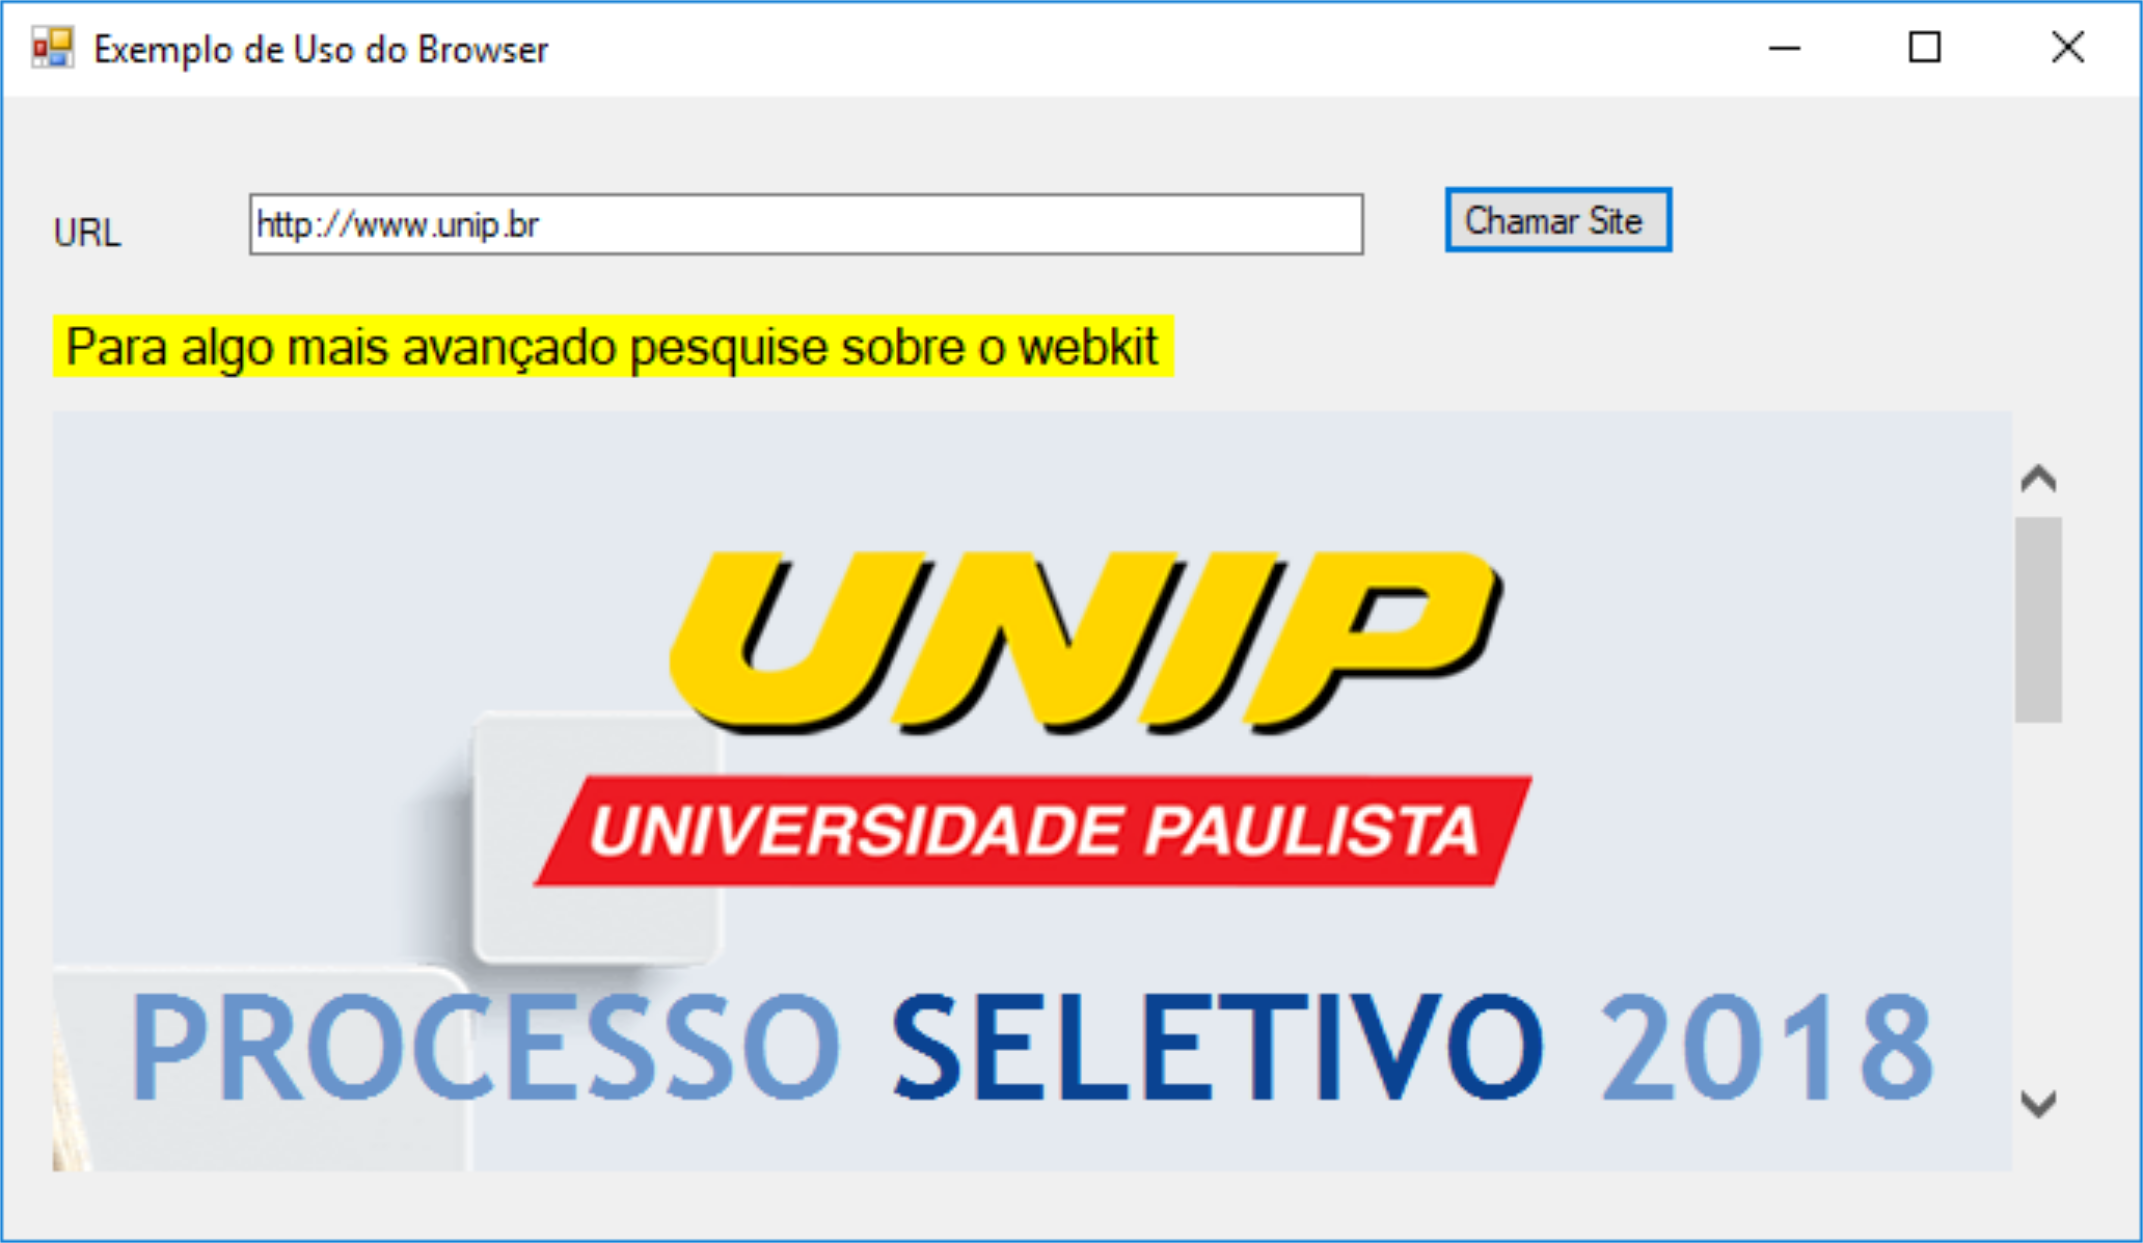 Exemplo de Uso do Browser
URL
http://www.unip.br
Chamar Site
Para algo mais avançado pesquise sobre o webkit
UNIP
UNIVERSIDADE PAULISTA
PROCESSO SELETIVO 2018